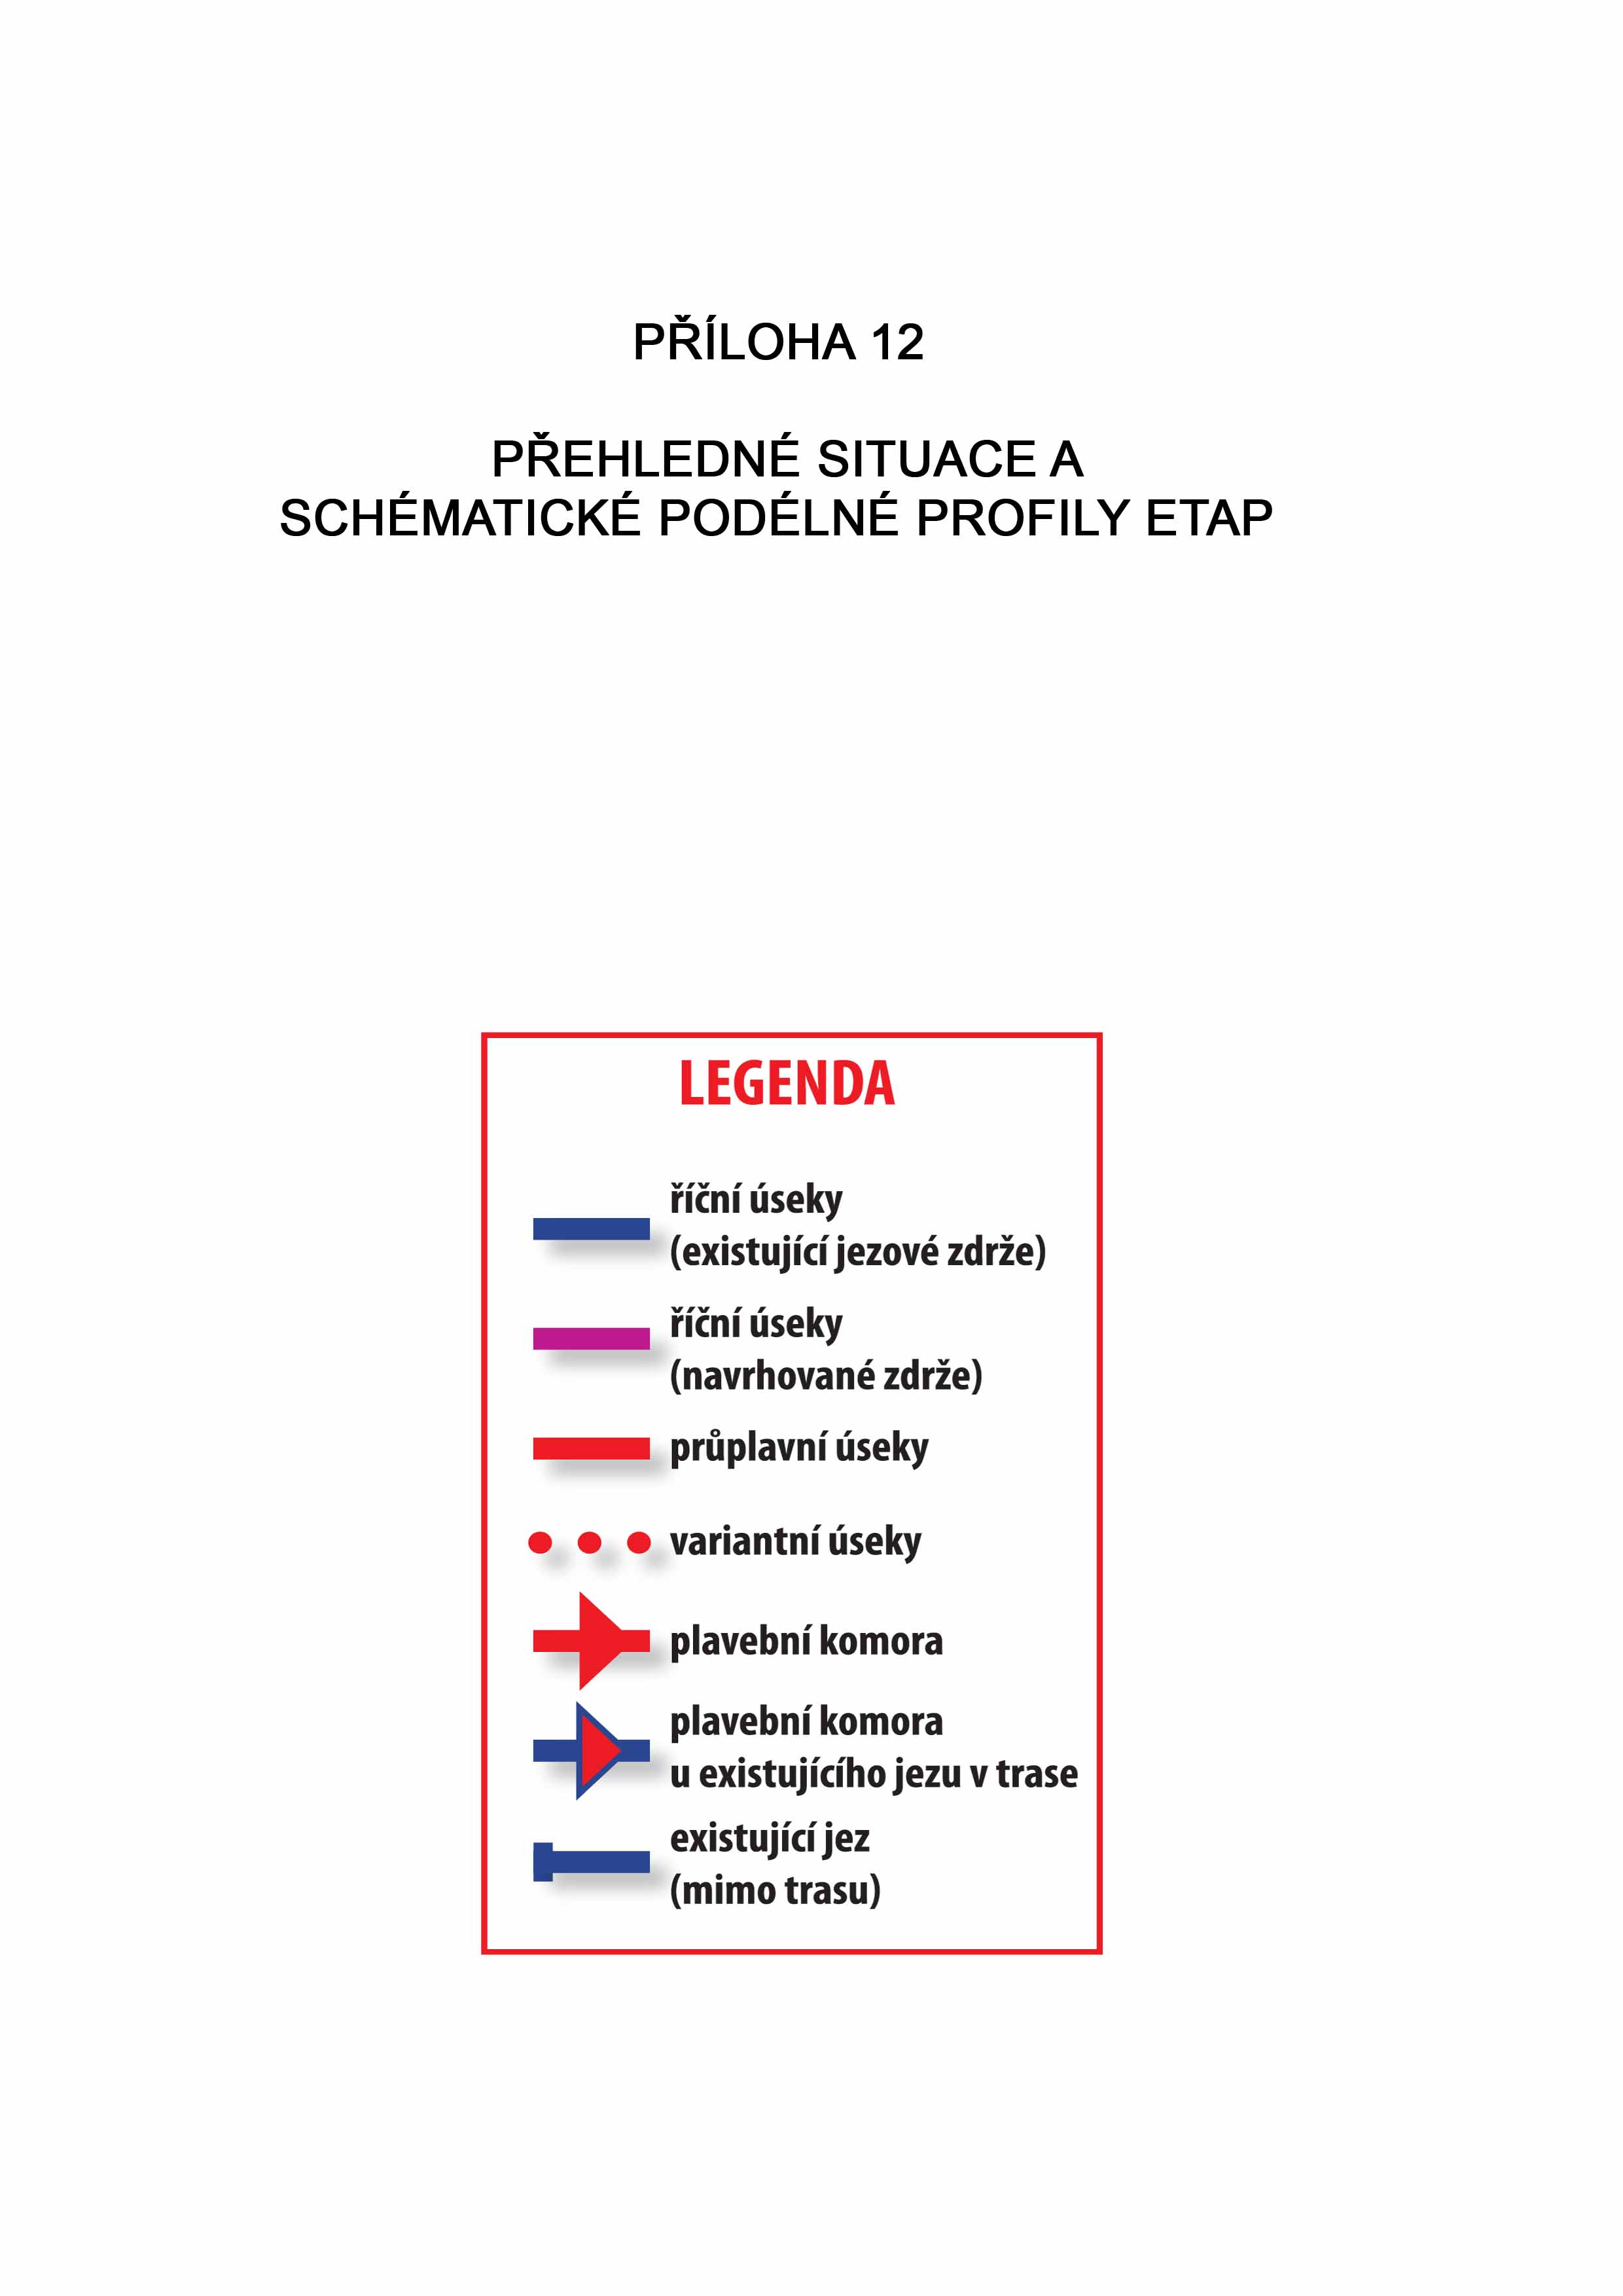 PŘÍLOHA 12
PŘEHLEDNÉ SITUACE A
SCHÉMATICKÉ PODÉLNÉ PROFILY ETAP
LEGENDA
říční úseky
(existující jezové zdrže)
říční úseky
(navrhované zdrže)
průplavní úseky
variantní úseky
plavební komora
plavební komora
u existujícího jezu v trase
existující jez
(mimo trasu)